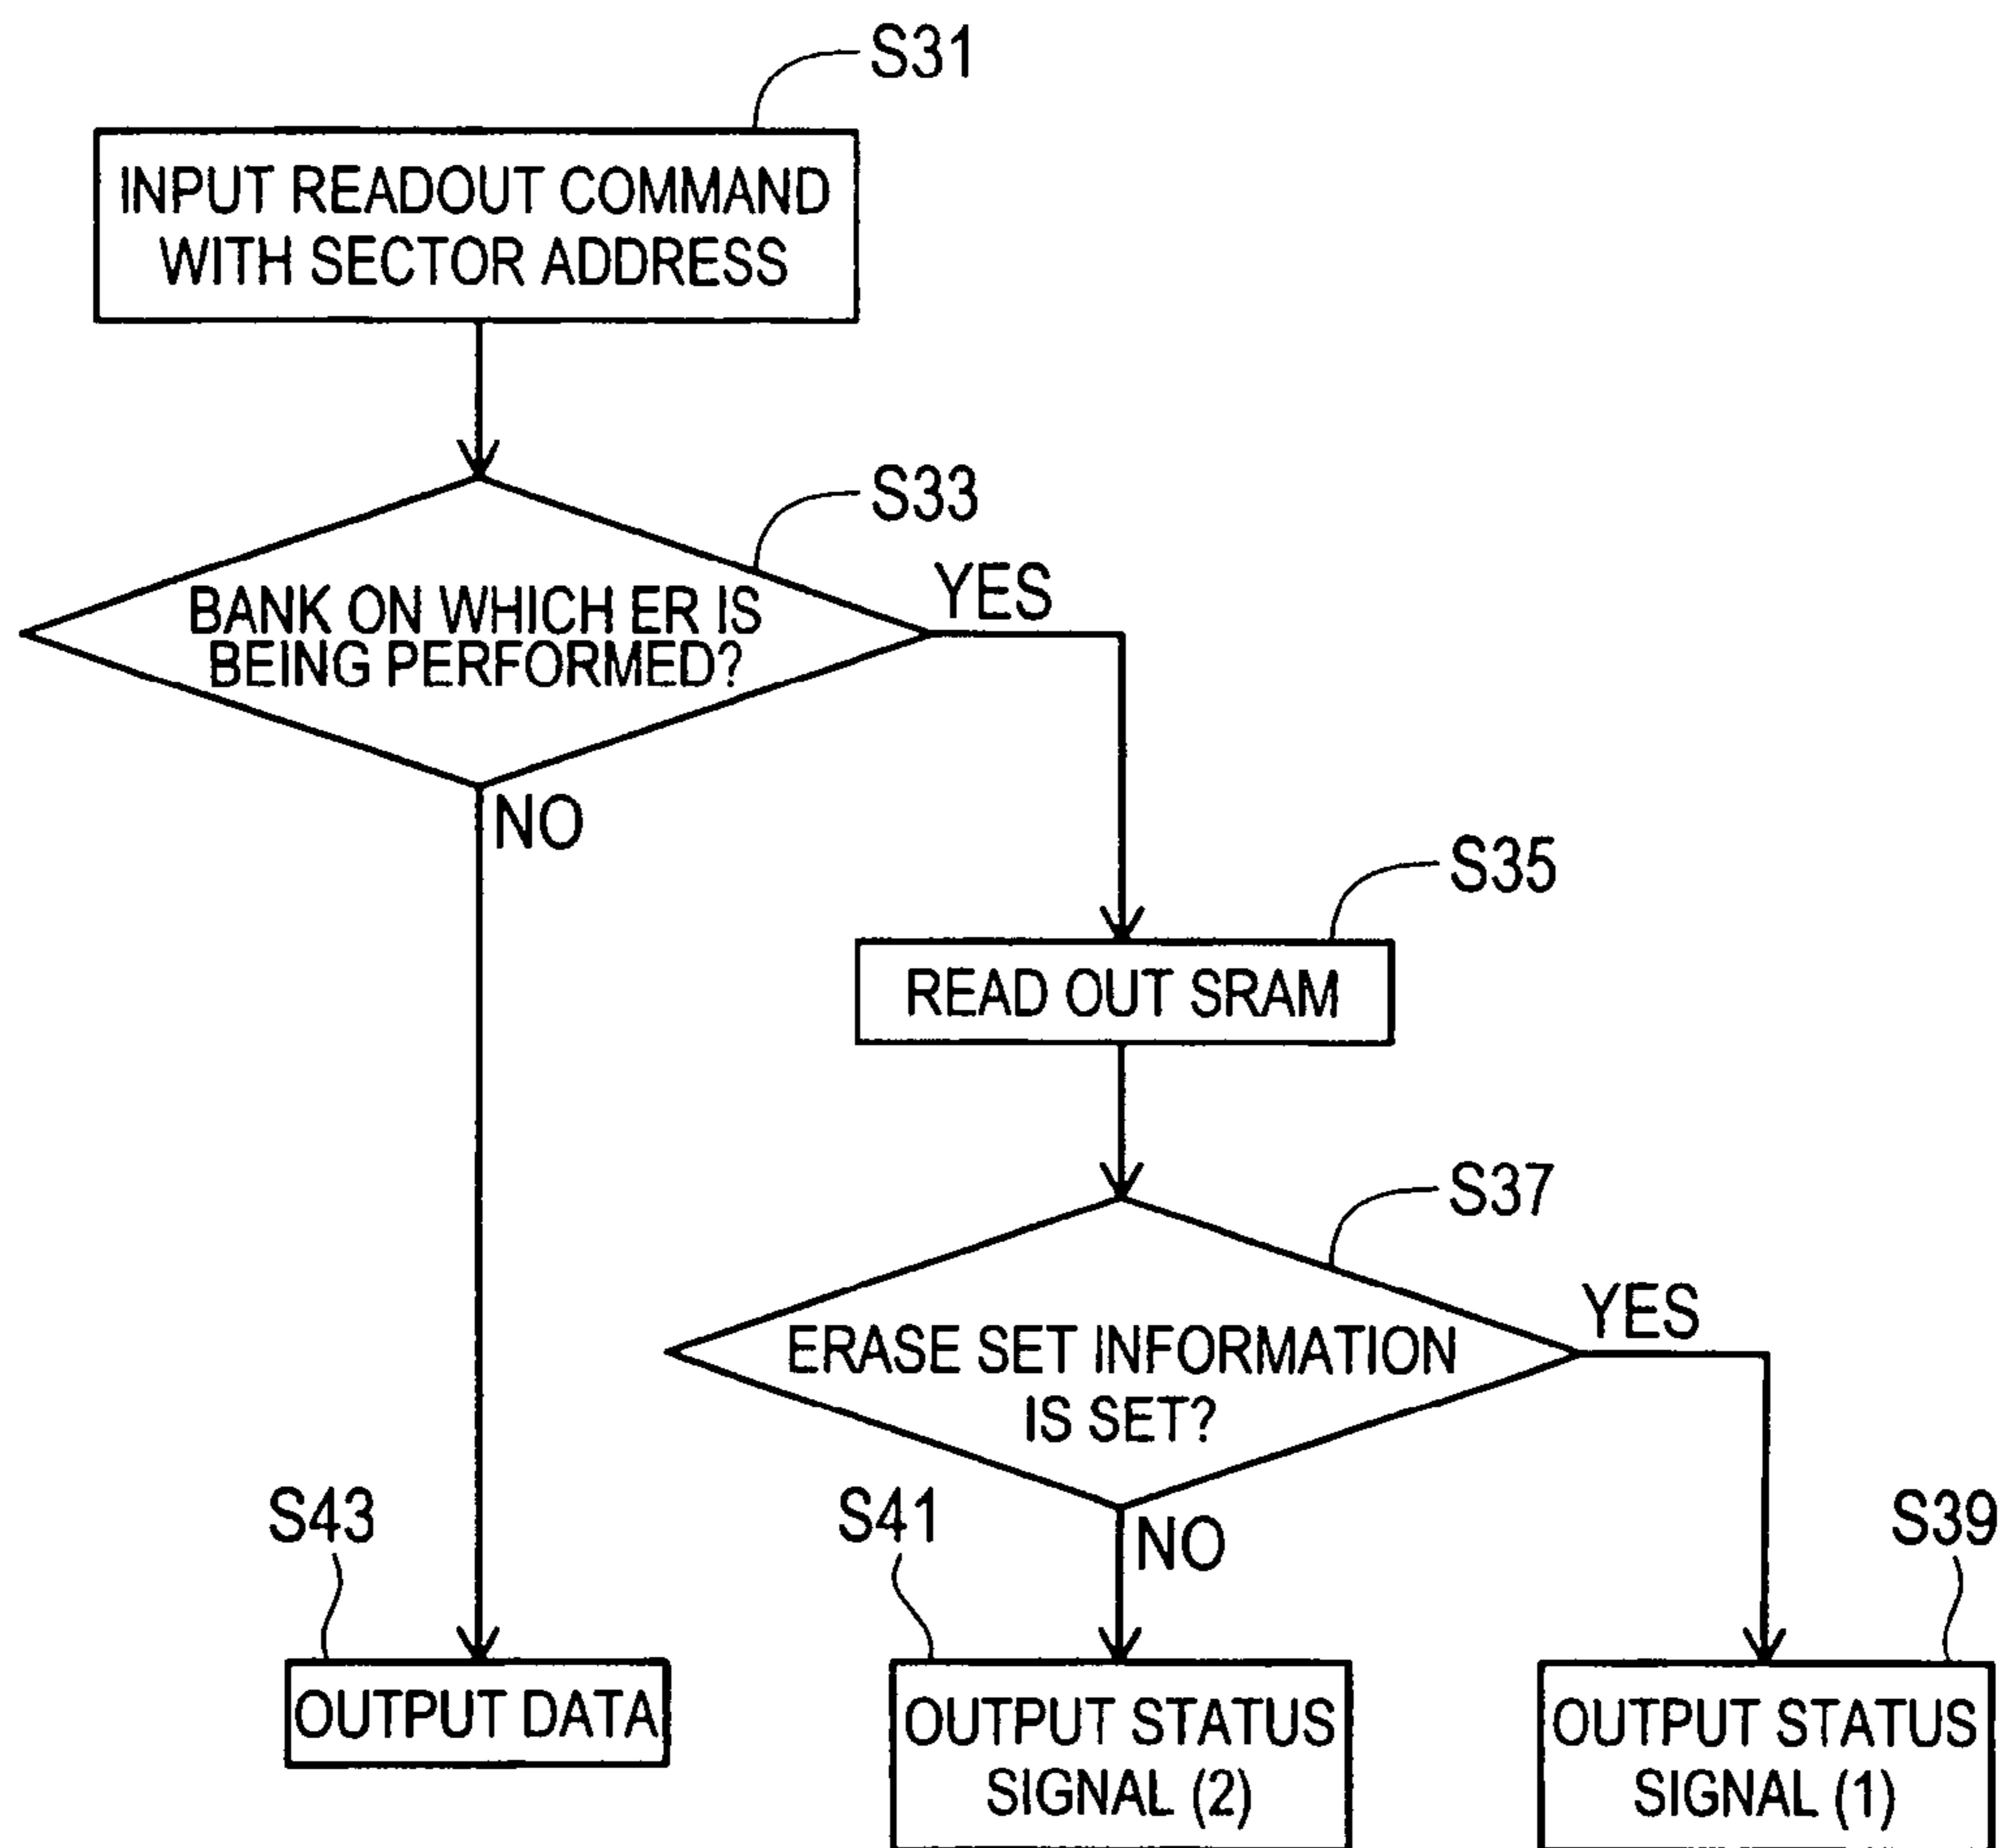 S31
INPUT READOUT COMMAND
WITH SECTOR ADDRESS
S33
BANK ON WHICH ER IS
BEING PERFORMED?
YES
NO
S35
READ OUT SRAM
S37
ERASE SET INFORMATION
IS SET?
YES
NO
S43
OUTPUT DATA
S41
OUTPUT STATUS
SIGNAL (2)
S39
OUTPUT STATUS
SIGNAL (1)